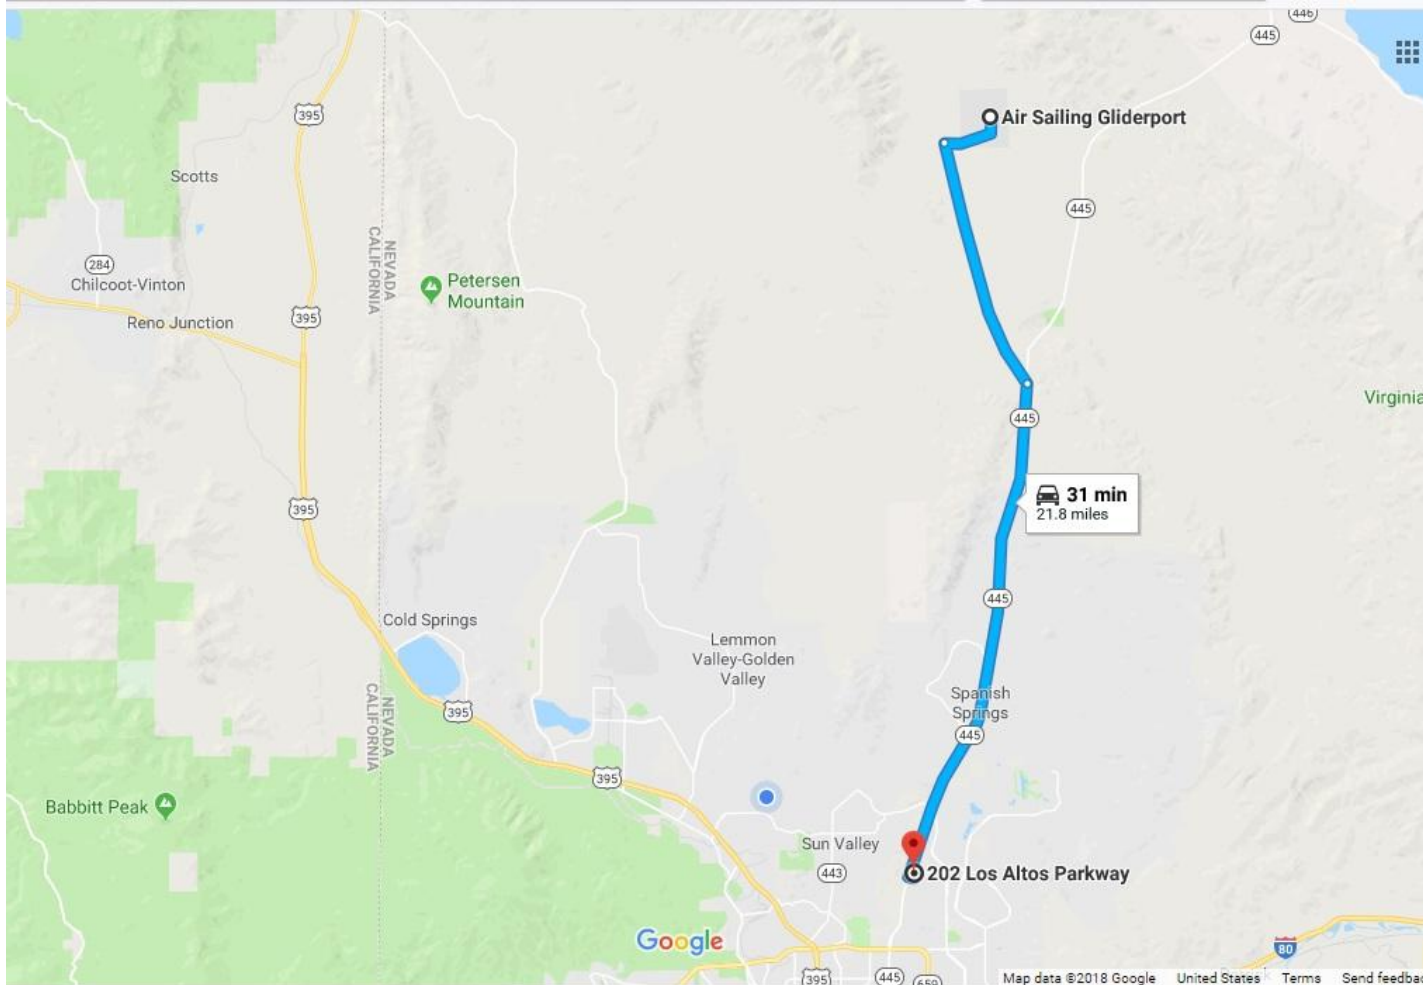 446
445
Air Sailing Gliderport
395
Scotts
445
284
Chilcoot-Vinton
NEVADA
CALIFORNIA
Petersen
Mountain
395
Reno Junction
Virginia
445
31 min
21.8 miles
395
445
Cold Springs
Lemmon
Valley-Golden
Valley
Spanish
Springs
NEVADA
CALIFORNIA
395
445
395
Babbitt Peak
Sun Valley
443
202 Los Altos Parkway
Google
80
395
445
659
Map data ©2018 Google United States Terms Send feedbac